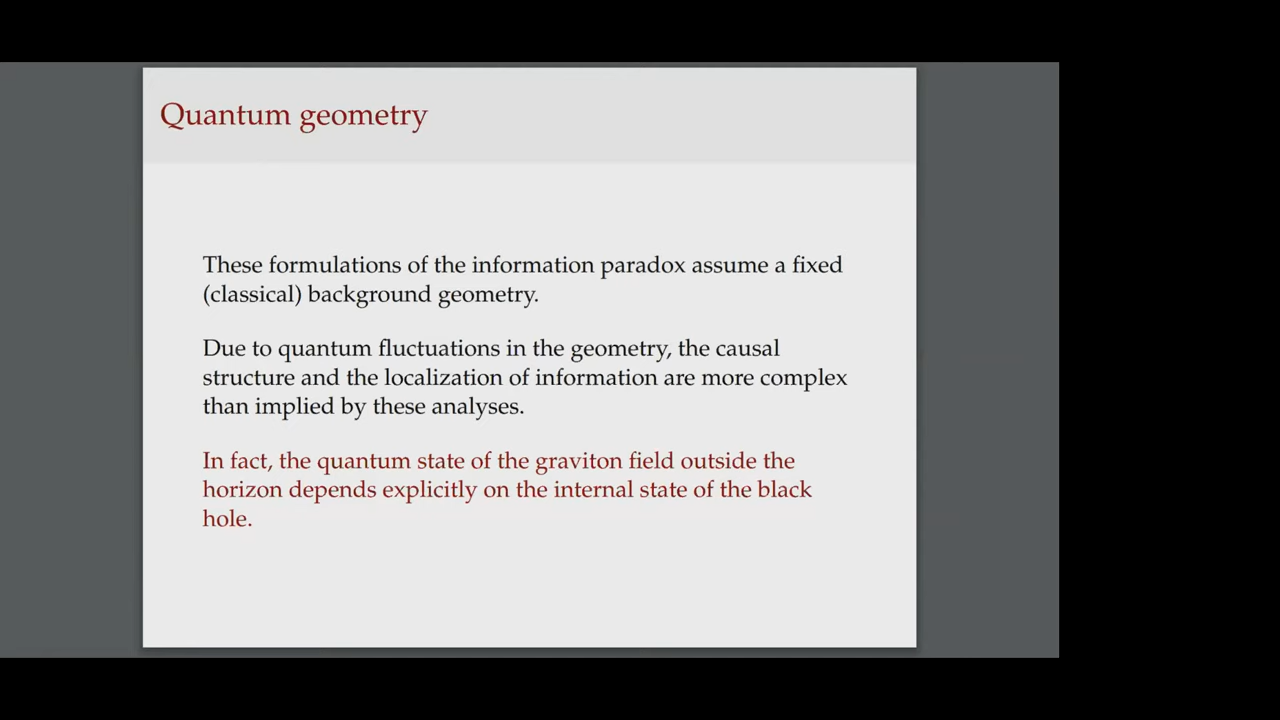 Quantum geometry
These formulations of the information paradox assume a fixed
(classical) background geometry.
Due to quantum fluctuations in the geometry, the causal
structure and the localization of information are more complex
than implied by these analyses.
In fact, the quantum state of the graviton field outside the
horizon depends explicitly on the internal state of the black
hole.